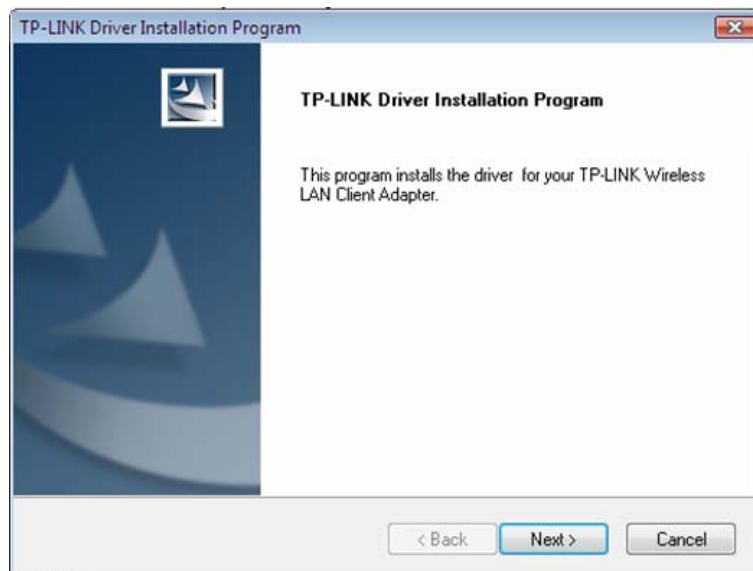 TP-LINK Driver Installation Program
TP-LINK Driver Installation Program
This program installs the driver for your TP-LINK Wireless
LAN Client Adapter.
< Back
Next >
Cancel